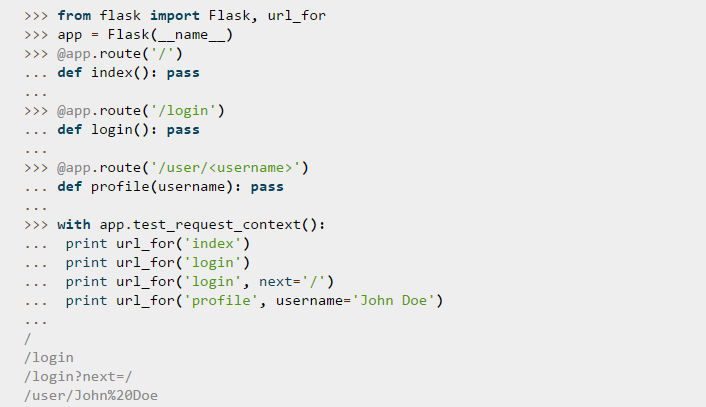 >>> from flask import Flask, url_for
>>> app = Flask(__name__)
>>> @app.route('/')
... def index(): pass
...
>>> @app.route('/login')
... def login(): pass
...
>>> @app.route('/user/<username>')
... def profile(username): pass
...
>>> with app.test_request_context():
...  print url_for('index')
...  print url_for('login')
...  print url_for('login', next='/')
...  print url_for('profile', username='John Doe')
...
/
/login
/login?next=/
/user/John%20Doe